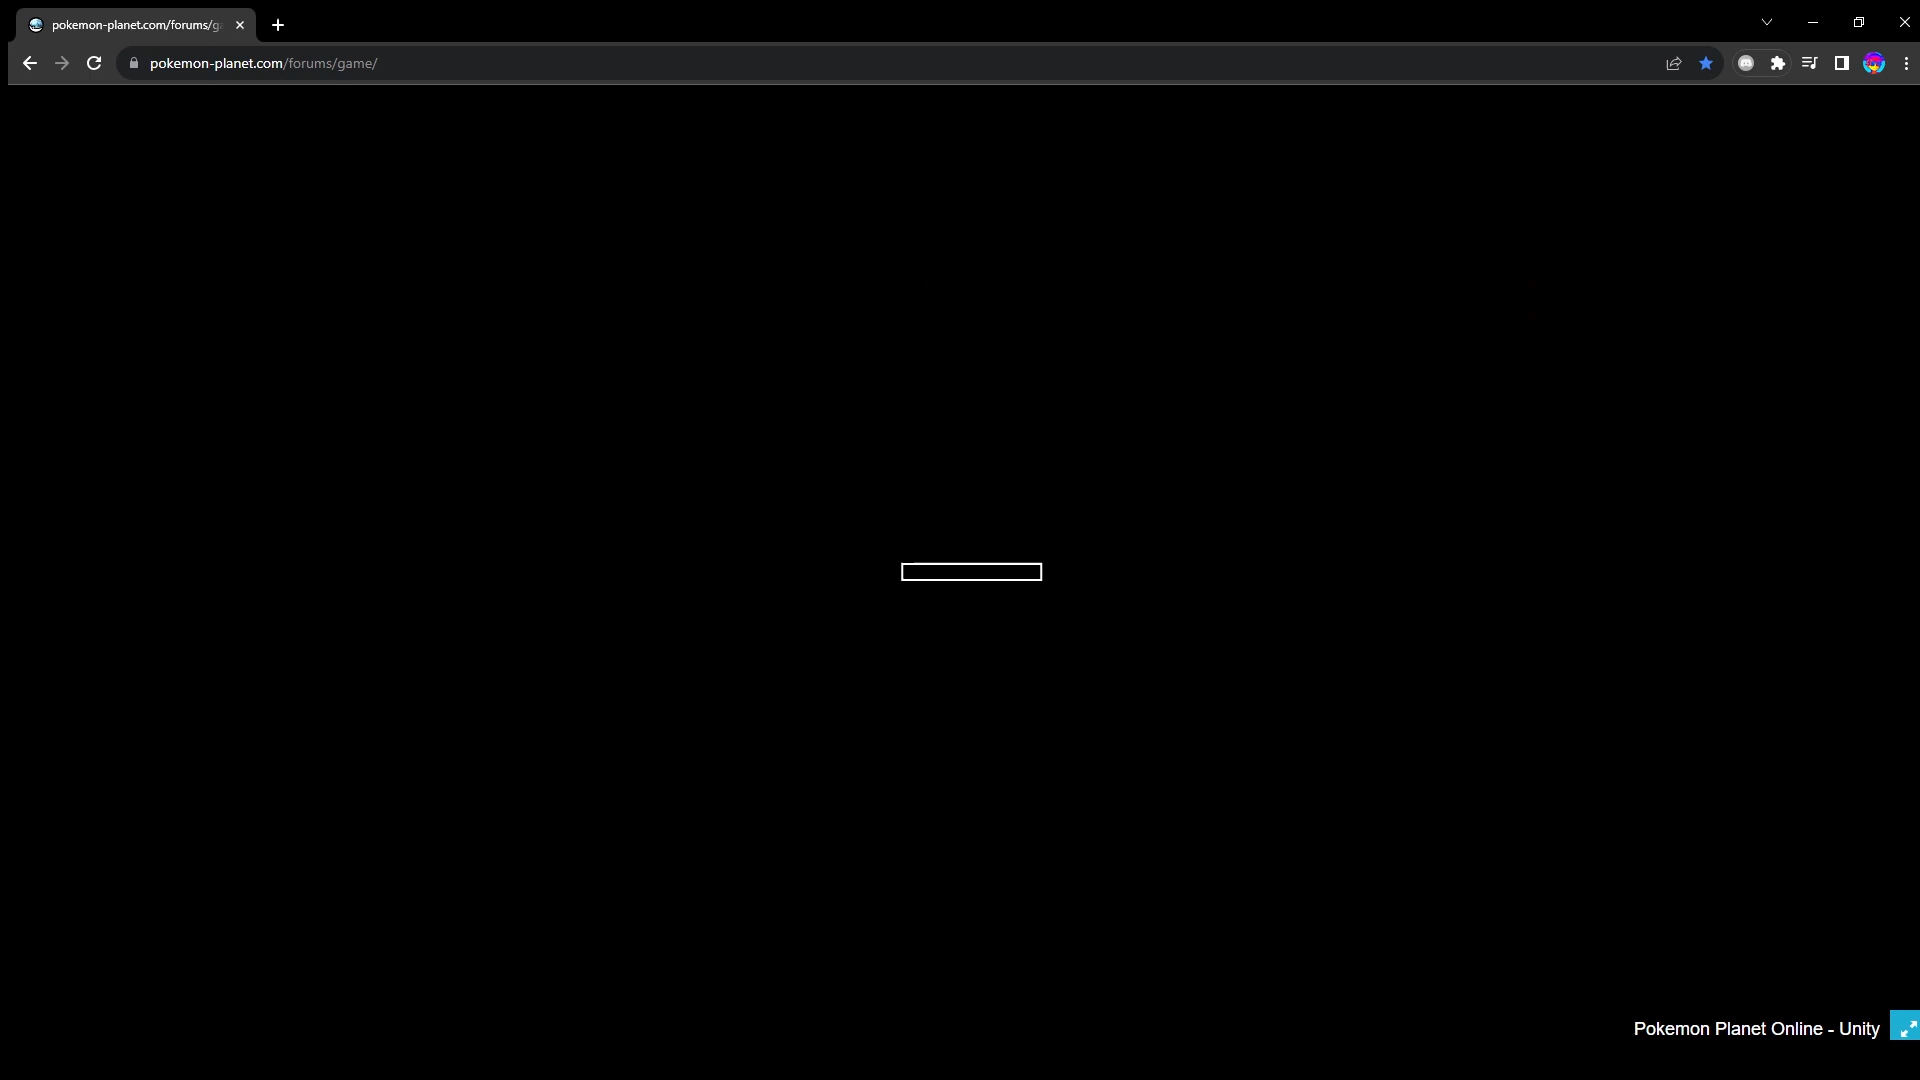 pokemon-planet.com/forums/g
pokemon-planet.com/forums/game/
Pokemon Planet Online - Unity